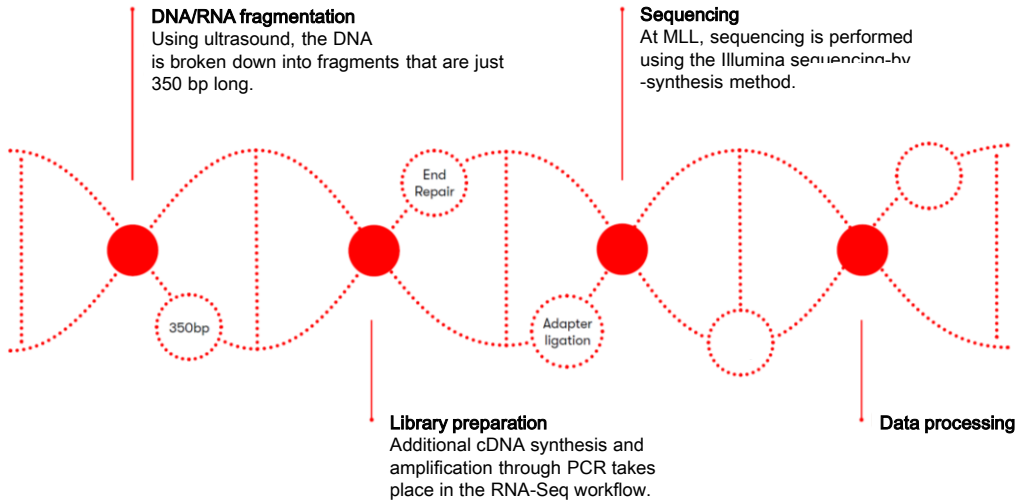 DNA/RNA fragmentation
Using ultrasound, the DNA
is broken down into fragments that are just
350 bp long.
Sequencing
At MLL, sequencing is performed
using the Illumina sequencing-by
-synthesis method.
End
Repair
350bp
Adapter
ligation
Library preparation
Additional cDNA synthesis and
amplification through PCR takes
place in the RNA-Seq workflow.
Data processing